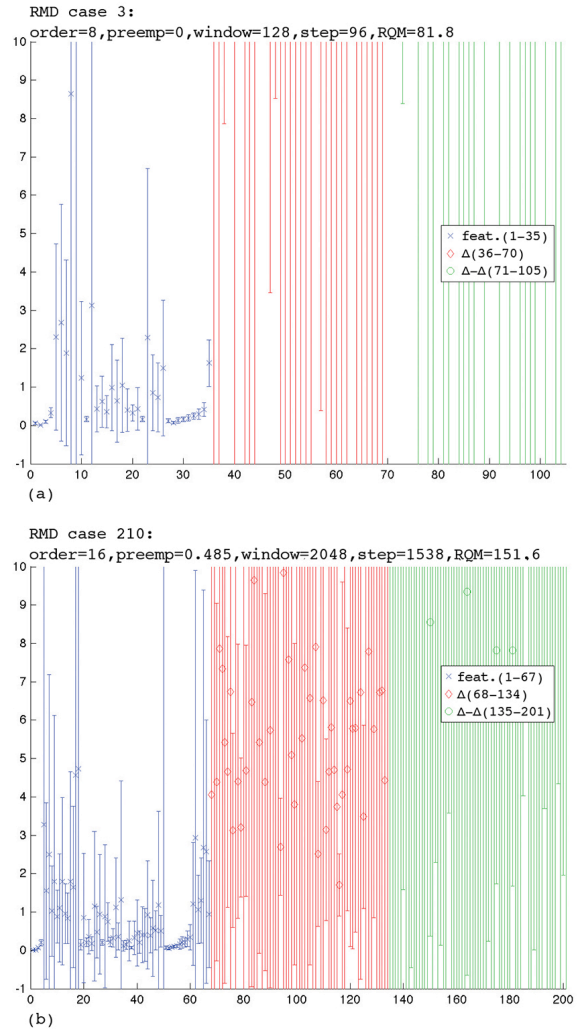 RMD case 3:
order=8,preemp=0,window=128,step=96,RQM=81.8
10
9
8
7
6
5
4
3
2
1
0
-1
feat.(1-35)
Δ(36-70)
Δ-Δ(71-105)
0 10 20 30 40 50 60 70 80 90 100
(a)
RMD case 210:
order=16,preemp=0.485,window=2048,step=1538,RQM=151.6
10
9
8
7
6
5
4
3
2
1
0
-1
feat.(1-67)
Δ(68-134)
Δ-Δ(135-201)
0 20 40 60 80 100 120 140 160 180 200
(b)